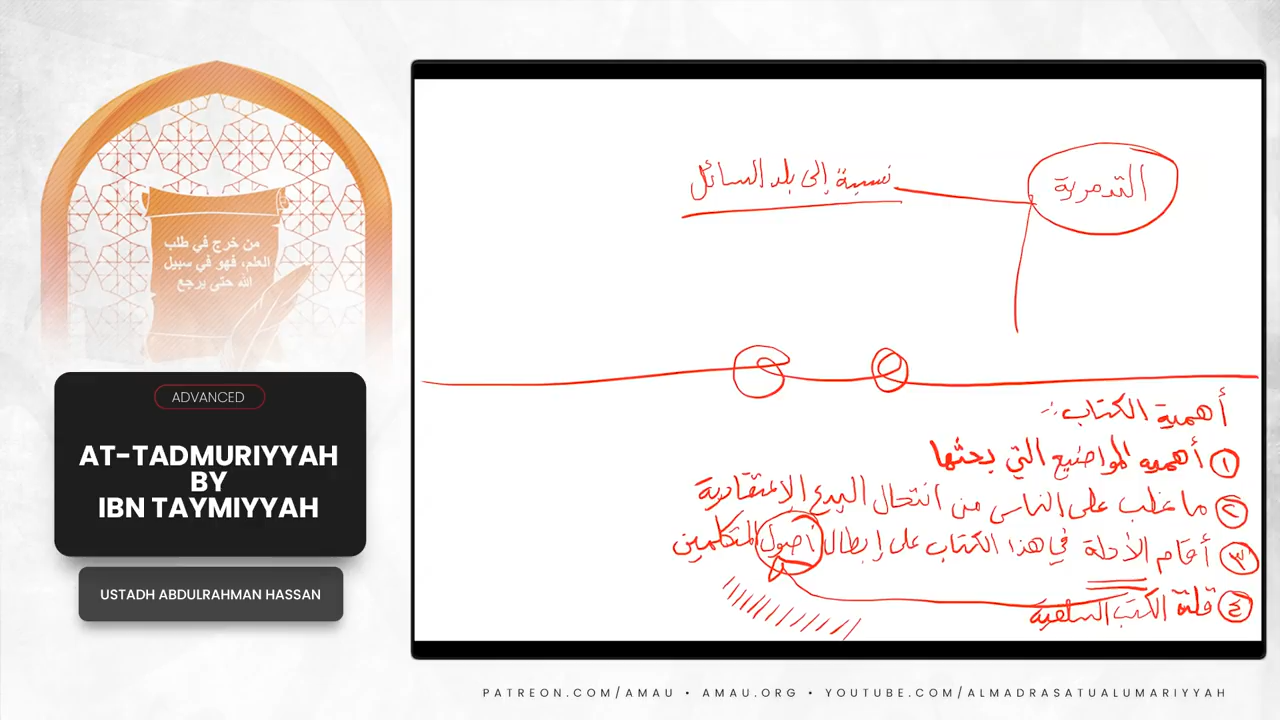 من خرج في طلب
العلم، فهو في سبيل
الله حتى يرجع
ADVANCED
AT-TADMURIYYAH
BY
IBN TAYMIYYAH
USTADH ABDULRAHMAN HASSAN
التدمرية
نسبة إلى بلد السائل
أهمية الكتاب:-
١ أهمية المواضيع التي بحثها
٢ ما غلب على الناس من انتحال البدع الإعتقادية
٣ أقام الأدلة في هذا الكتاب على إبطال أصول المتكلمين
٤ قلة الكتب السلفية
PATREON.COM/AMAU • AMAU.ORG • YOUTUBE.COM/ALMADRASATUALUMARIYYAH